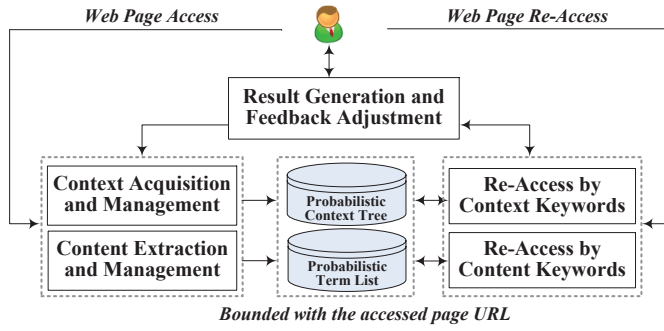 Web Page Access
Web Page Re-Access
Result Generation and
Feedback Adjustment
Context Acquisition
and Management
Probabilistic
Context Tree
Re-Access by
Context Keywords
Content Extraction
and Management
Probabilistic
Term List
Re-Access by
Content Keywords
Bounded with the accessed page URL